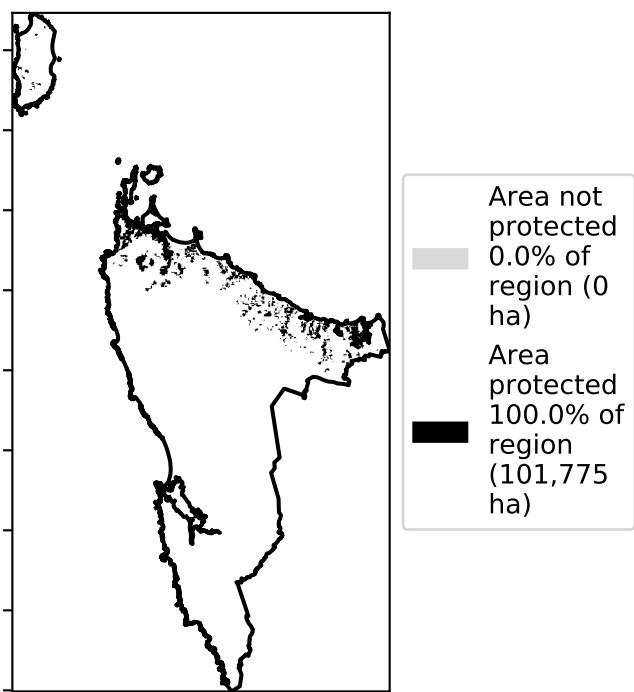 Area not
protected
0.0% of
region (0
ha)
Area
protected
100.0% of
region
(101,775
ha)